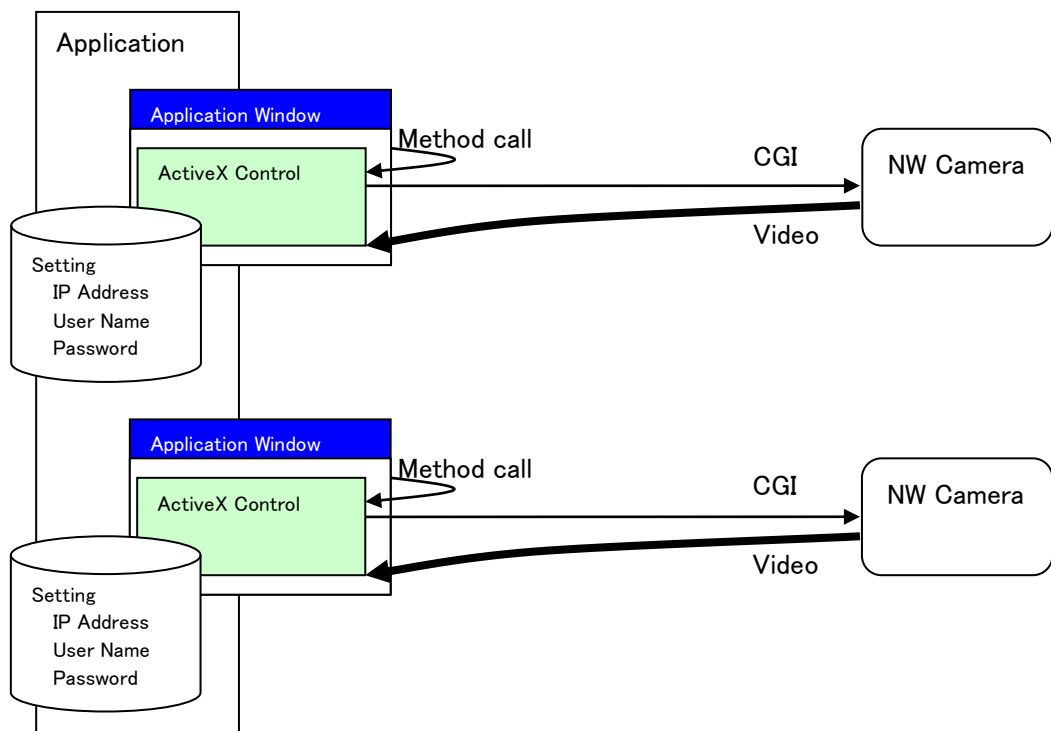 Application
Application Window
Method call
ActiveX Control
CGI
NW Camera
Video
Setting
IP Address
User Name
Password
Application Window
Method call
ActiveX Control
CGI
NW Camera
Video
Setting
IP Address
User Name
Password